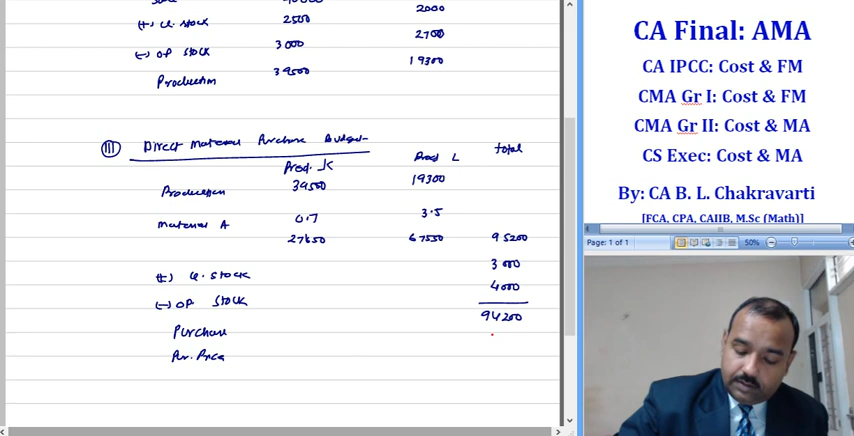 2000
(+) cl. stock 2500 2700
(-) OP Stock 3000 19300
Production 39500
III Direct Material Purchase Budget
Prod. K Prod L Total
Production 39500 19300
Material A 0.7 3.5
27650 67550 95200
(+) cl. stock 3000
(-) OP Stock 4000
Purchase 94200
Pur. Price
CA Final: AMA
CA IPCC: Cost & FM
CMA Gr I: Cost & FM
CMA Gr II: Cost & MA
CS Exec: Cost & MA
By: CA B. L. Chakravarti
[FCA, CPA, CAIIB, M.Sc (Math)]
Page: 1 of 1 50%